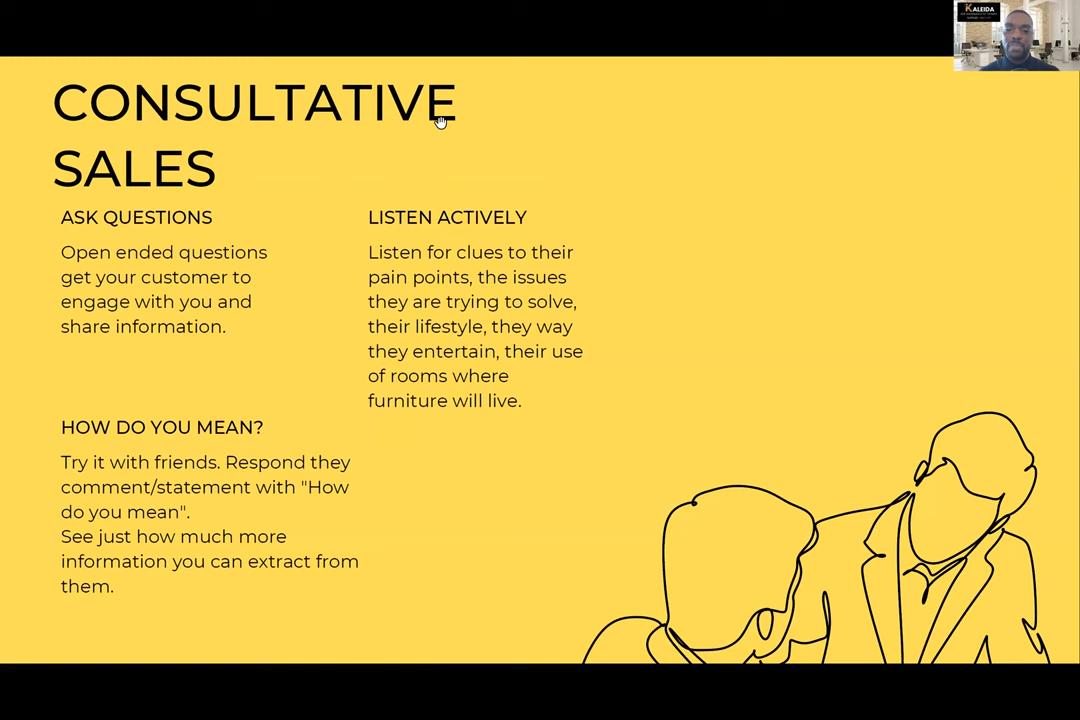 CONSULTATIVE
SALES
ASK QUESTIONS
Open ended questions
get your customer to
engage with you and
share information.
LISTEN ACTIVELY
Listen for clues to their
pain points, the issues
they are trying to solve,
their lifestyle, they way
they entertain, their use
of rooms where
furniture will live.
HOW DO YOU MEAN?
Try it with friends. Respond they
comment/statement with "How
do you mean".
See just how much more
information you can extract from
them.
KALEIDA